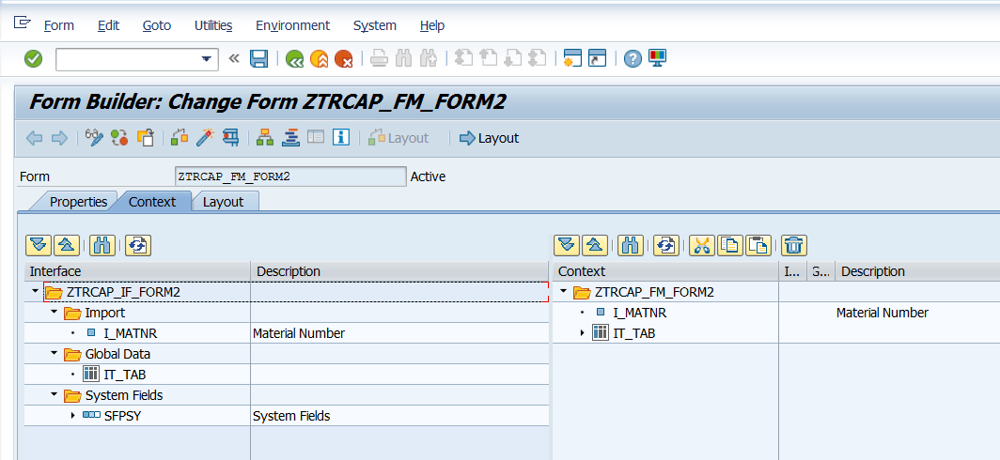 Form Edit Goto Utilities Environment System Help
Form Builder: Change Form ZTRCAP_FM_FORM2
Layout Layout
Form ZTRCAP_FM_FORM2 Active
Properties Context Layout
Interface Description Context I... G... Description
ZTRCAP_IF_FORM2 ZTRCAP_FM_FORM2
Import I_MATNR Material Number
I_MATNR Material Number IT_TAB
Global Data
IT_TAB
System Fields
SFPSY System Fields